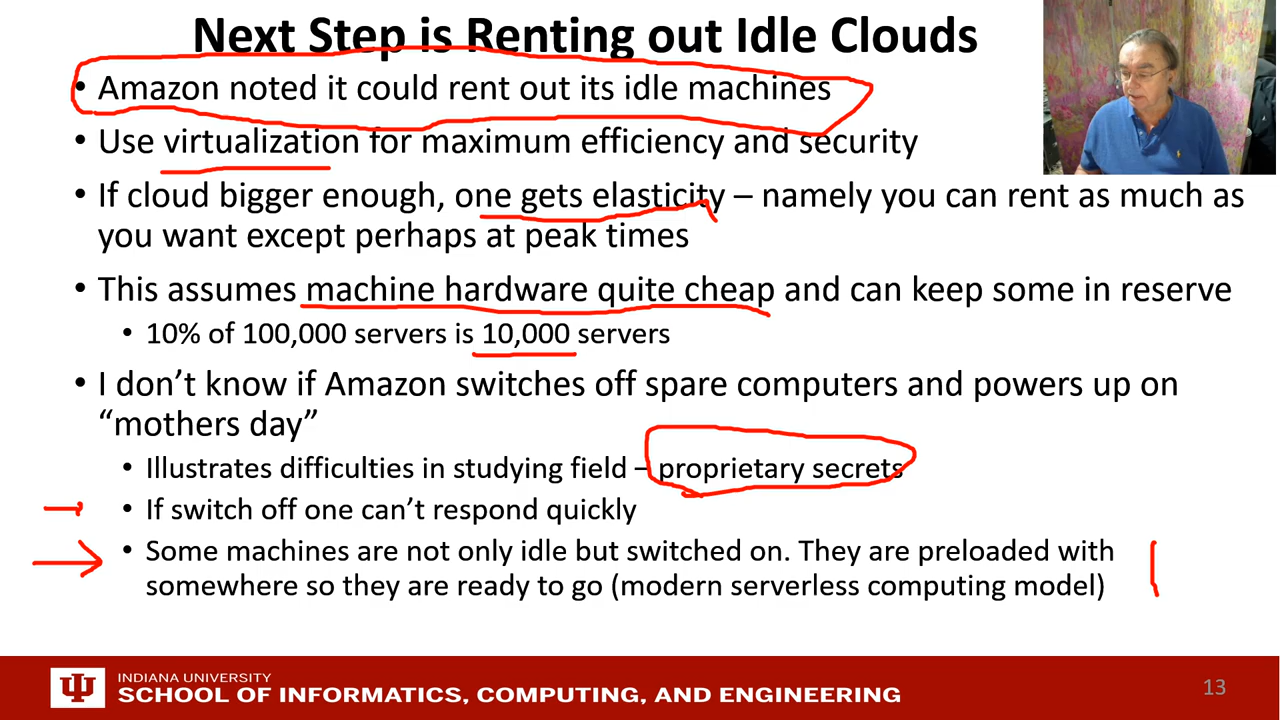 Next Step is Renting out Idle Clouds
• Amazon noted it could rent out its idle machines
• Use virtualization for maximum efficiency and security
• If cloud bigger enough, one gets elasticity – namely you can rent as much as
you want except perhaps at peak times
• This assumes machine hardware quite cheap and can keep some in reserve
• 10% of 100,000 servers is 10,000 servers
• I don’t know if Amazon switches off spare computers and powers up on
“mothers day”
• Illustrates difficulties in studying field – proprietary secrets
• If switch off one can’t respond quickly
• Some machines are not only idle but switched on. They are preloaded with
somewhere so they are ready to go (modern serverless computing model)
INDIANA UNIVERSITY
SCHOOL OF INFORMATICS, COMPUTING, AND ENGINEERING
13